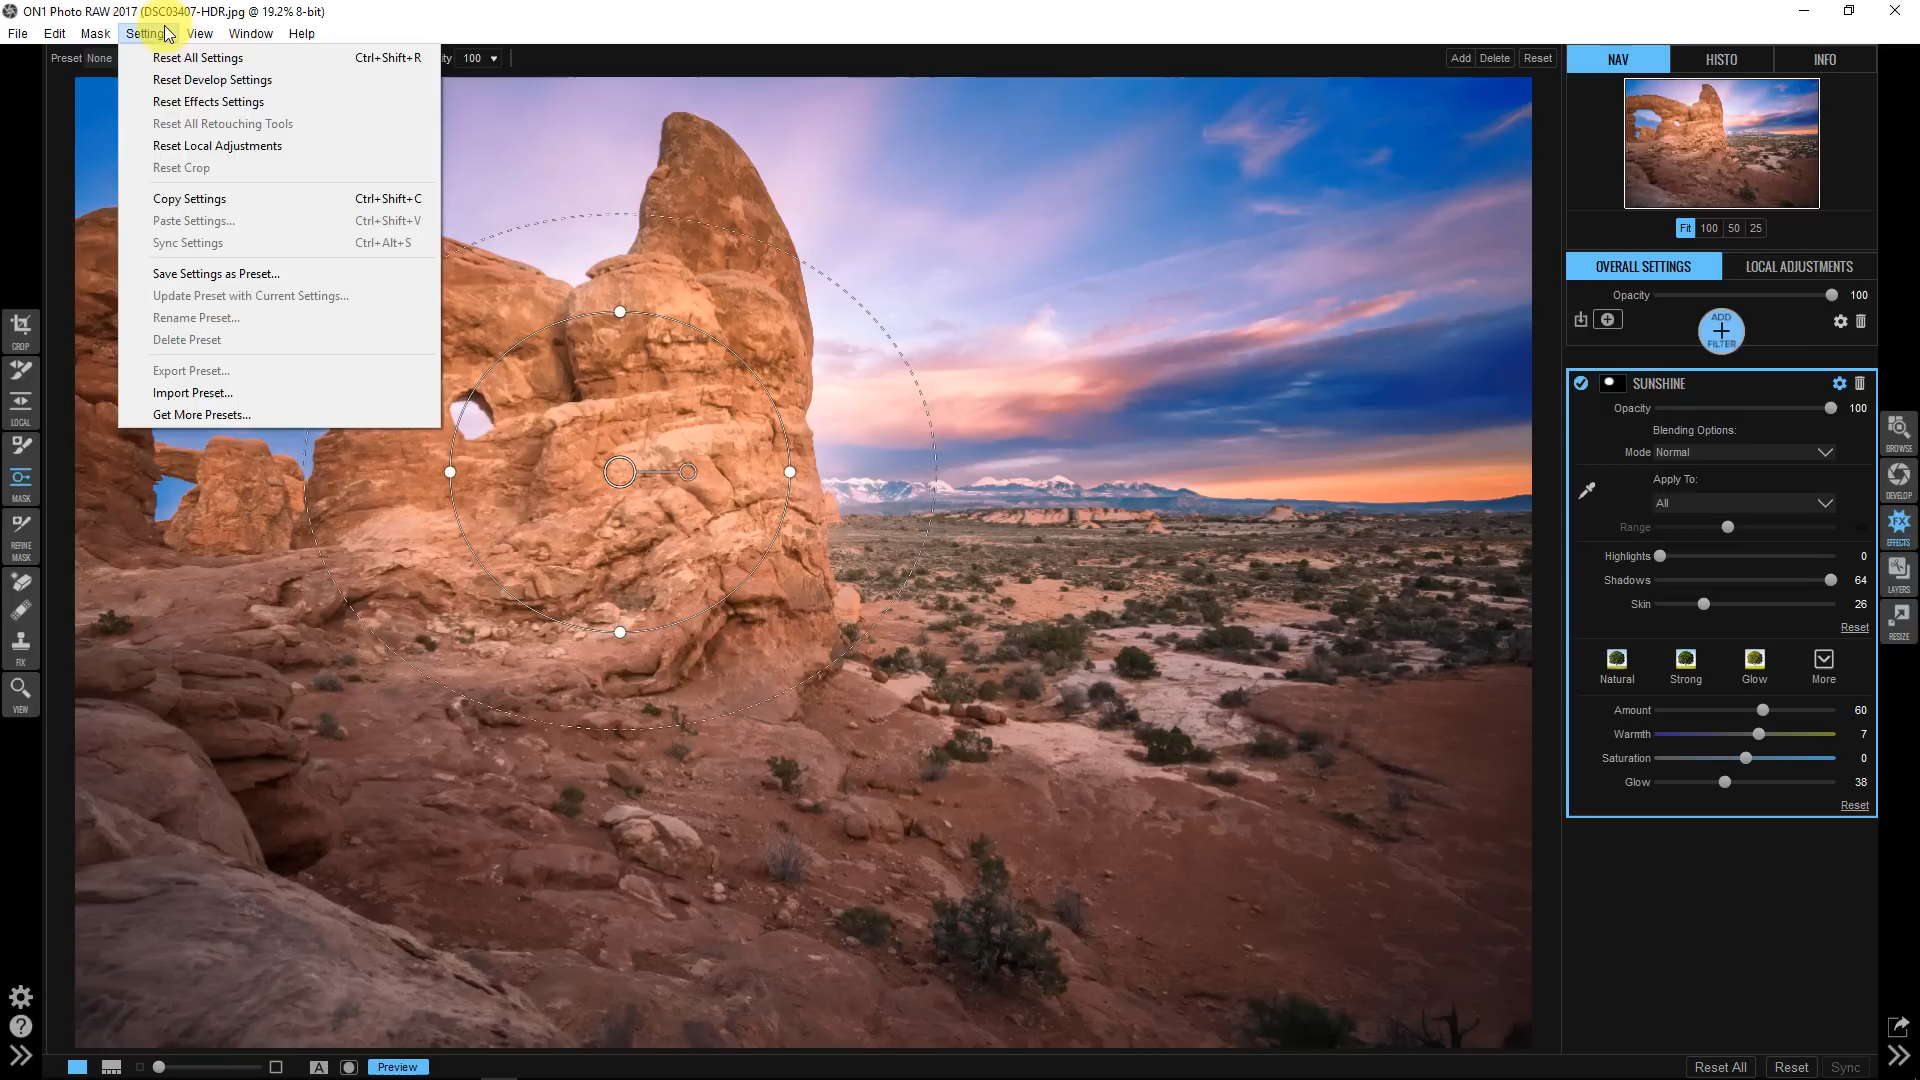 ON1 Photo RAW 2017 (DSC03407-HDR.jpg @ 19.2% 8-bit)
File Edit Mask Setting View Window Help
Preset None
100
Add Delete Reset
Reset All Settings Ctrl+Shift+R
Reset Develop Settings
Reset Effects Settings
Reset All Retouching Tools
Reset Local Adjustments
Reset Crop
Copy Settings Ctrl+Shift+C
Paste Settings... Ctrl+Shift+V
Sync Settings Ctrl+Alt+S
Save Settings as Preset...
Update Preset with Current Settings...
Rename Preset...
Delete Preset
Export Preset...
Import Preset...
Get More Presets...
CROP
LOCAL
MASK
REFINE
MASK
FIX
VIEW
NAV HISTO INFO
Fit 100 50 25
OVERALL SETTINGS LOCAL ADJUSTMENTS
Opacity 100
ADD
FILTER
SUNSHINE
Opacity 100
Blending Options:
Mode Normal
Apply To:
All
Range
Highlights 0
Shadows 64
Skin 26
Reset
Natural Strong Glow More
Amount 60
Warmth 7
Saturation 0
Glow 38
Reset
BROWSE
DEVELOP
FX
EFFECTS
LAYERS
RESIZE
A Preview
Reset All Reset Sync